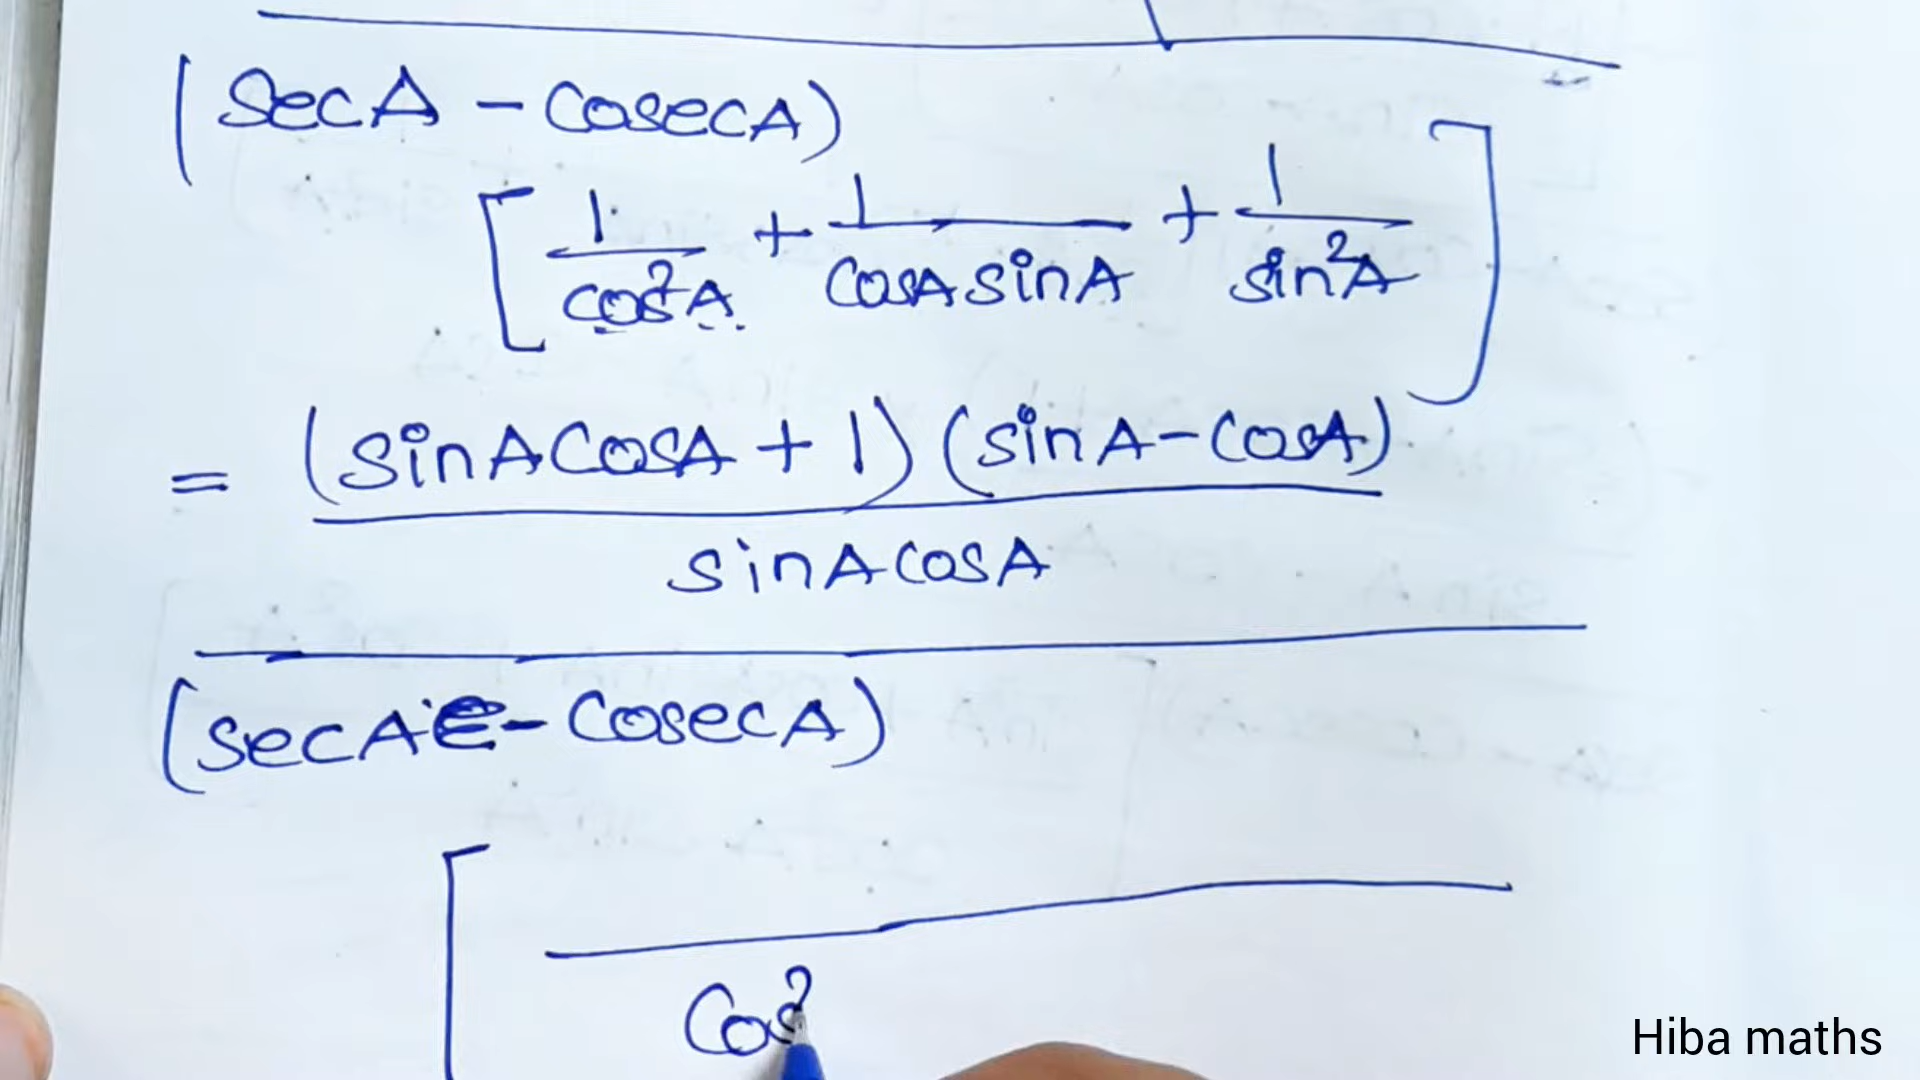 (secA - cosecA)
[1/cos²A + 1/cosA sinA + 1/sin²A]
= (sinA cosA + 1) (sinA - cosA)
sinA cosA
(secA - cosecA)
[
cos²
Hiba maths